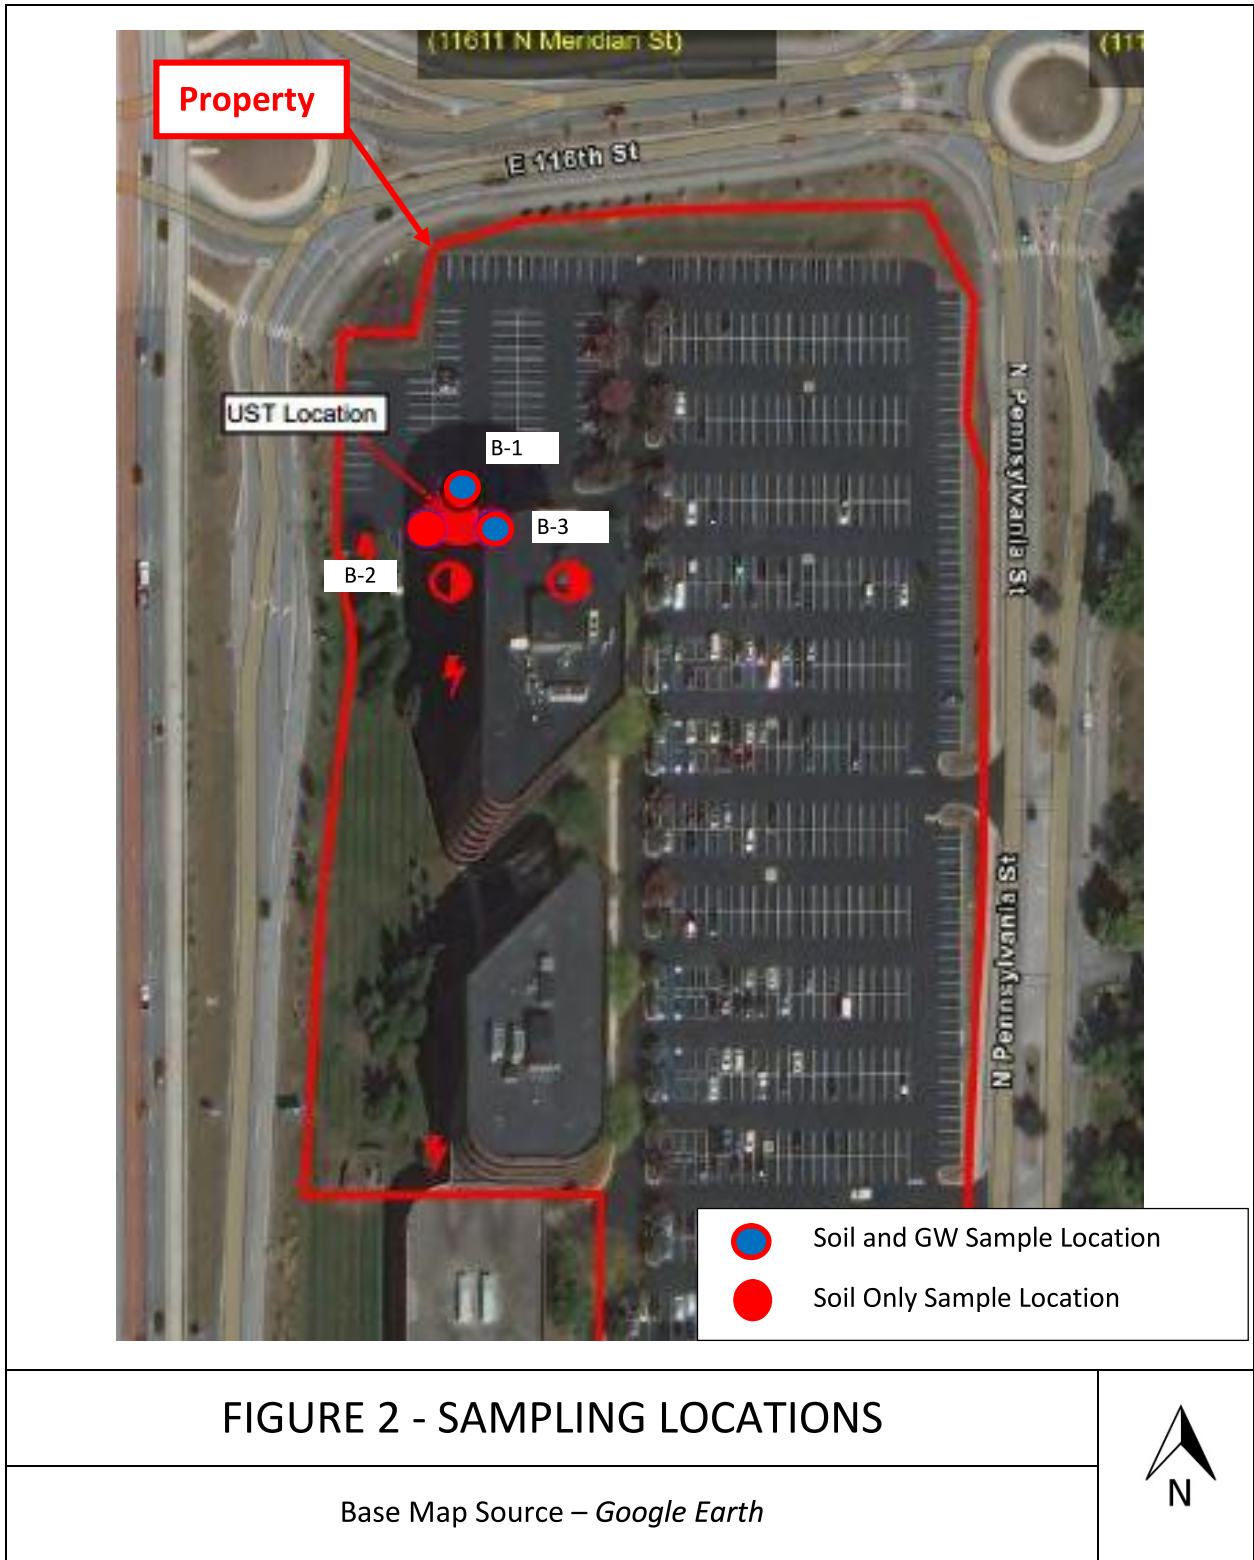 (11611 N Meridian St)
(111
Property
E 116th St
N Pennsylvania St
UST Location
B-1
B-3
B-2
N Pennsylvania St
Soil and GW Sample Location
Soil Only Sample Location
FIGURE 2 - SAMPLING LOCATIONS
Base Map Source – Google Earth
N